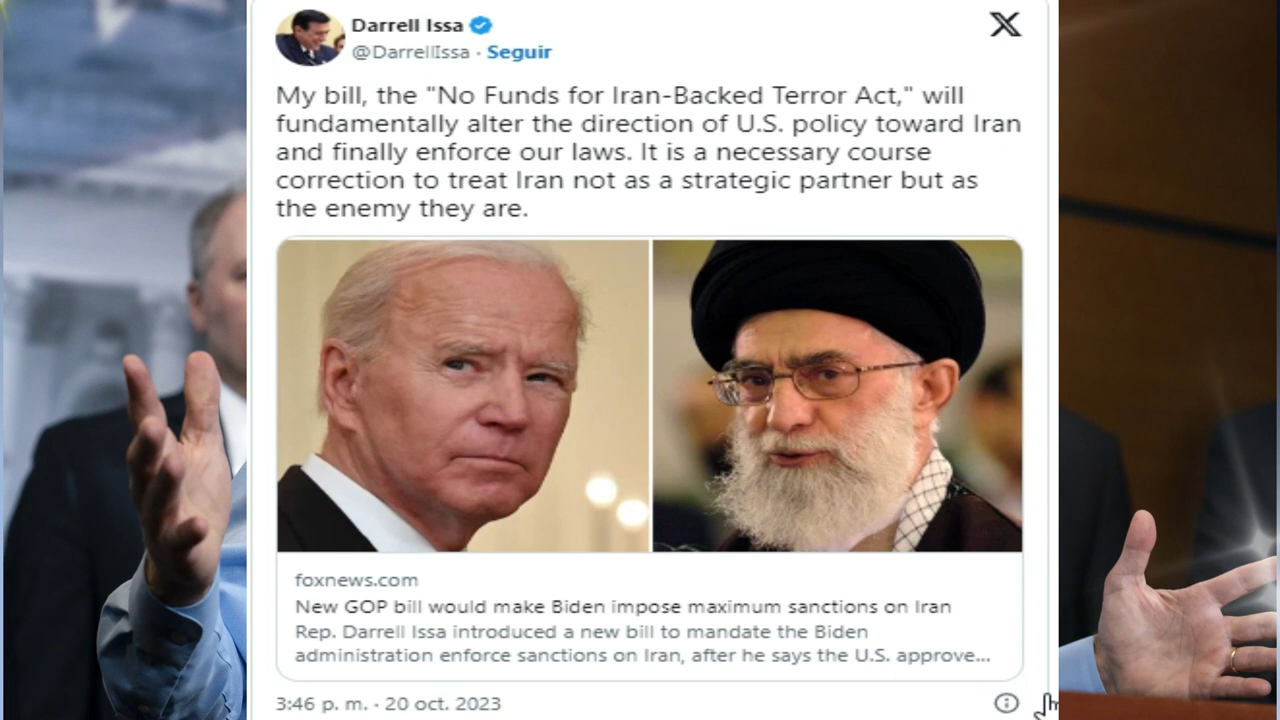 Darrell Issa
@DarrellIssa · Seguir
My bill, the "No Funds for Iran-Backed Terror Act," will
fundamentally alter the direction of U.S. policy toward Iran
and finally enforce our laws. It is a necessary course
correction to treat Iran not as a strategic partner but as
the enemy they are.
foxnews.com
New GOP bill would make Biden impose maximum sanctions on Iran
Rep. Darrell Issa introduced a new bill to mandate the Biden
administration enforce sanctions on Iran, after he says the U.S. approve...
3:46 p. m. · 20 oct. 2023